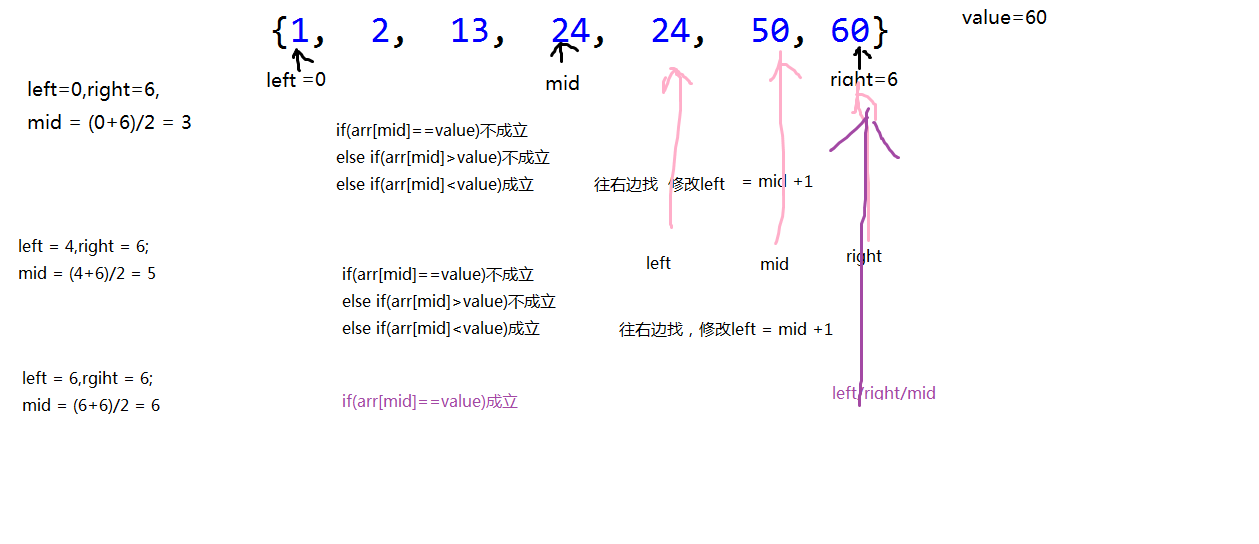 {1, 2, 13, 24, 24, 50, 60}
value=60
left =0
mid
right=6
left=0,right=6,
mid = (0+6)/2 = 3
if(arr[mid]==value)不成立
else if(arr[mid]>value)不成立
else if(arr[mid]<value)成立
往右边找 修改left = mid +1
left = 4,right = 6;
mid = (4+6)/2 = 5
left
mid
right
if(arr[mid]==value)不成立
else if(arr[mid]>value)不成立
else if(arr[mid]<value)成立
往右边找，修改left = mid +1
left = 6,rgiht = 6;
mid = (6+6)/2 = 6
if(arr[mid]==value)成立
left/right/mid